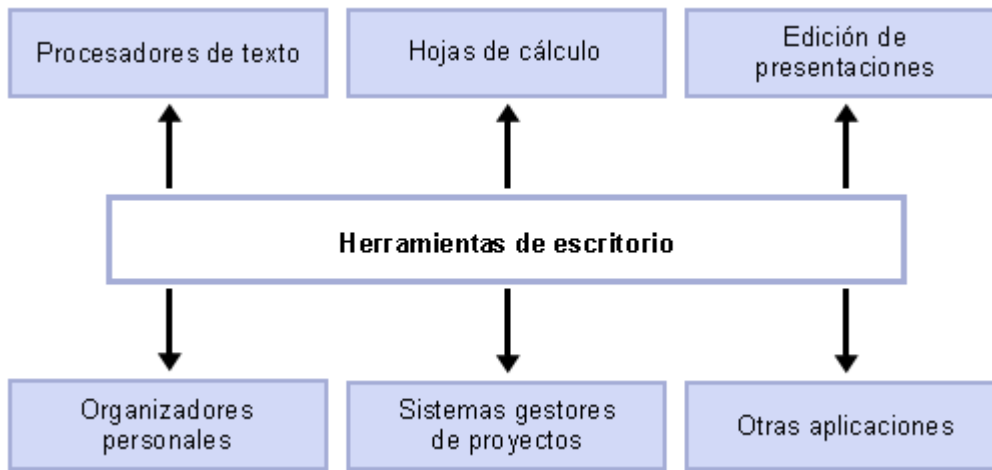 Procesadores de texto
Hojas de cálculo
Edición de
presentaciones
Herramientas de escritorio
Organizadores
personales
Sistemas gestores
de proyectos
Otras aplicaciones